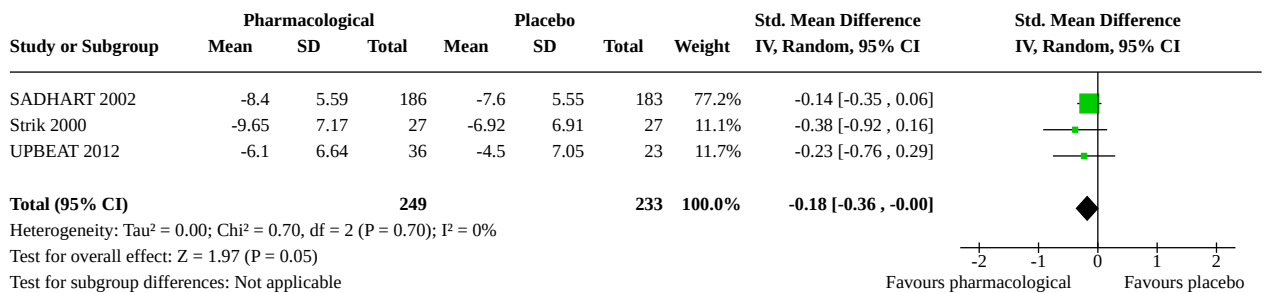 Pharmacological Placebo Std. Mean Difference Std. Mean Difference
Study or Subgroup Mean SD Total Mean SD Total Weight IV, Random, 95% CI IV, Random, 95% CI
SADHART 2002 -8.4 5.59 186 -7.6 5.55 183 77.2% -0.14 [-0.35 , 0.06]
Strik 2000 -9.65 7.17 27 -6.92 6.91 27 11.1% -0.38 [-0.92 , 0.16]
UPBEAT 2012 -6.1 6.64 36 -4.5 7.05 23 11.7% -0.23 [-0.76 , 0.29]
Total (95% CI) 249 233 100.0% -0.18 [-0.36 , -0.00]
Heterogeneity: Tau² = 0.00; Chi² = 0.70, df = 2 (P = 0.70); I² = 0%
Test for overall effect: Z = 1.97 (P = 0.05)
-2 -1 0 1 2
Test for subgroup differences: Not applicable Favours pharmacological Favours placebo